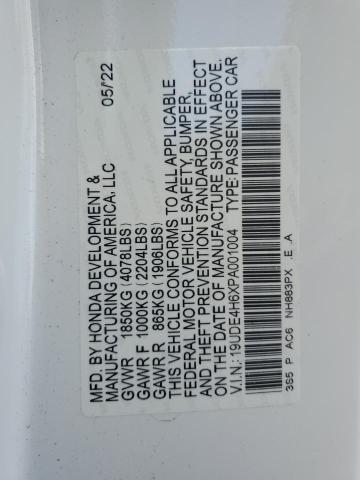 MFD. BY HONDA DEVELOPMENT & 05/22
MANUFACTURING OF AMERICA, LLC
GVWR 1850KG (4078LBS)
GAWR F 1000KG (2204LBS)
GAWR R 865KG (1906LBS)
THIS VEHICLE CONFORMS TO ALL APPLICABLE
FEDERAL MOTOR VEHICLE SAFETY, BUMPER,
AND THEFT PREVENTION STANDARDS IN EFFECT
ON THE DATE OF MANUFACTURE SHOWN ABOVE.
V.I.N.: 19UDE4H6XPA001004 TYPE: PASSENGER CAR
3S5 P AC6 NH883PX .E .A